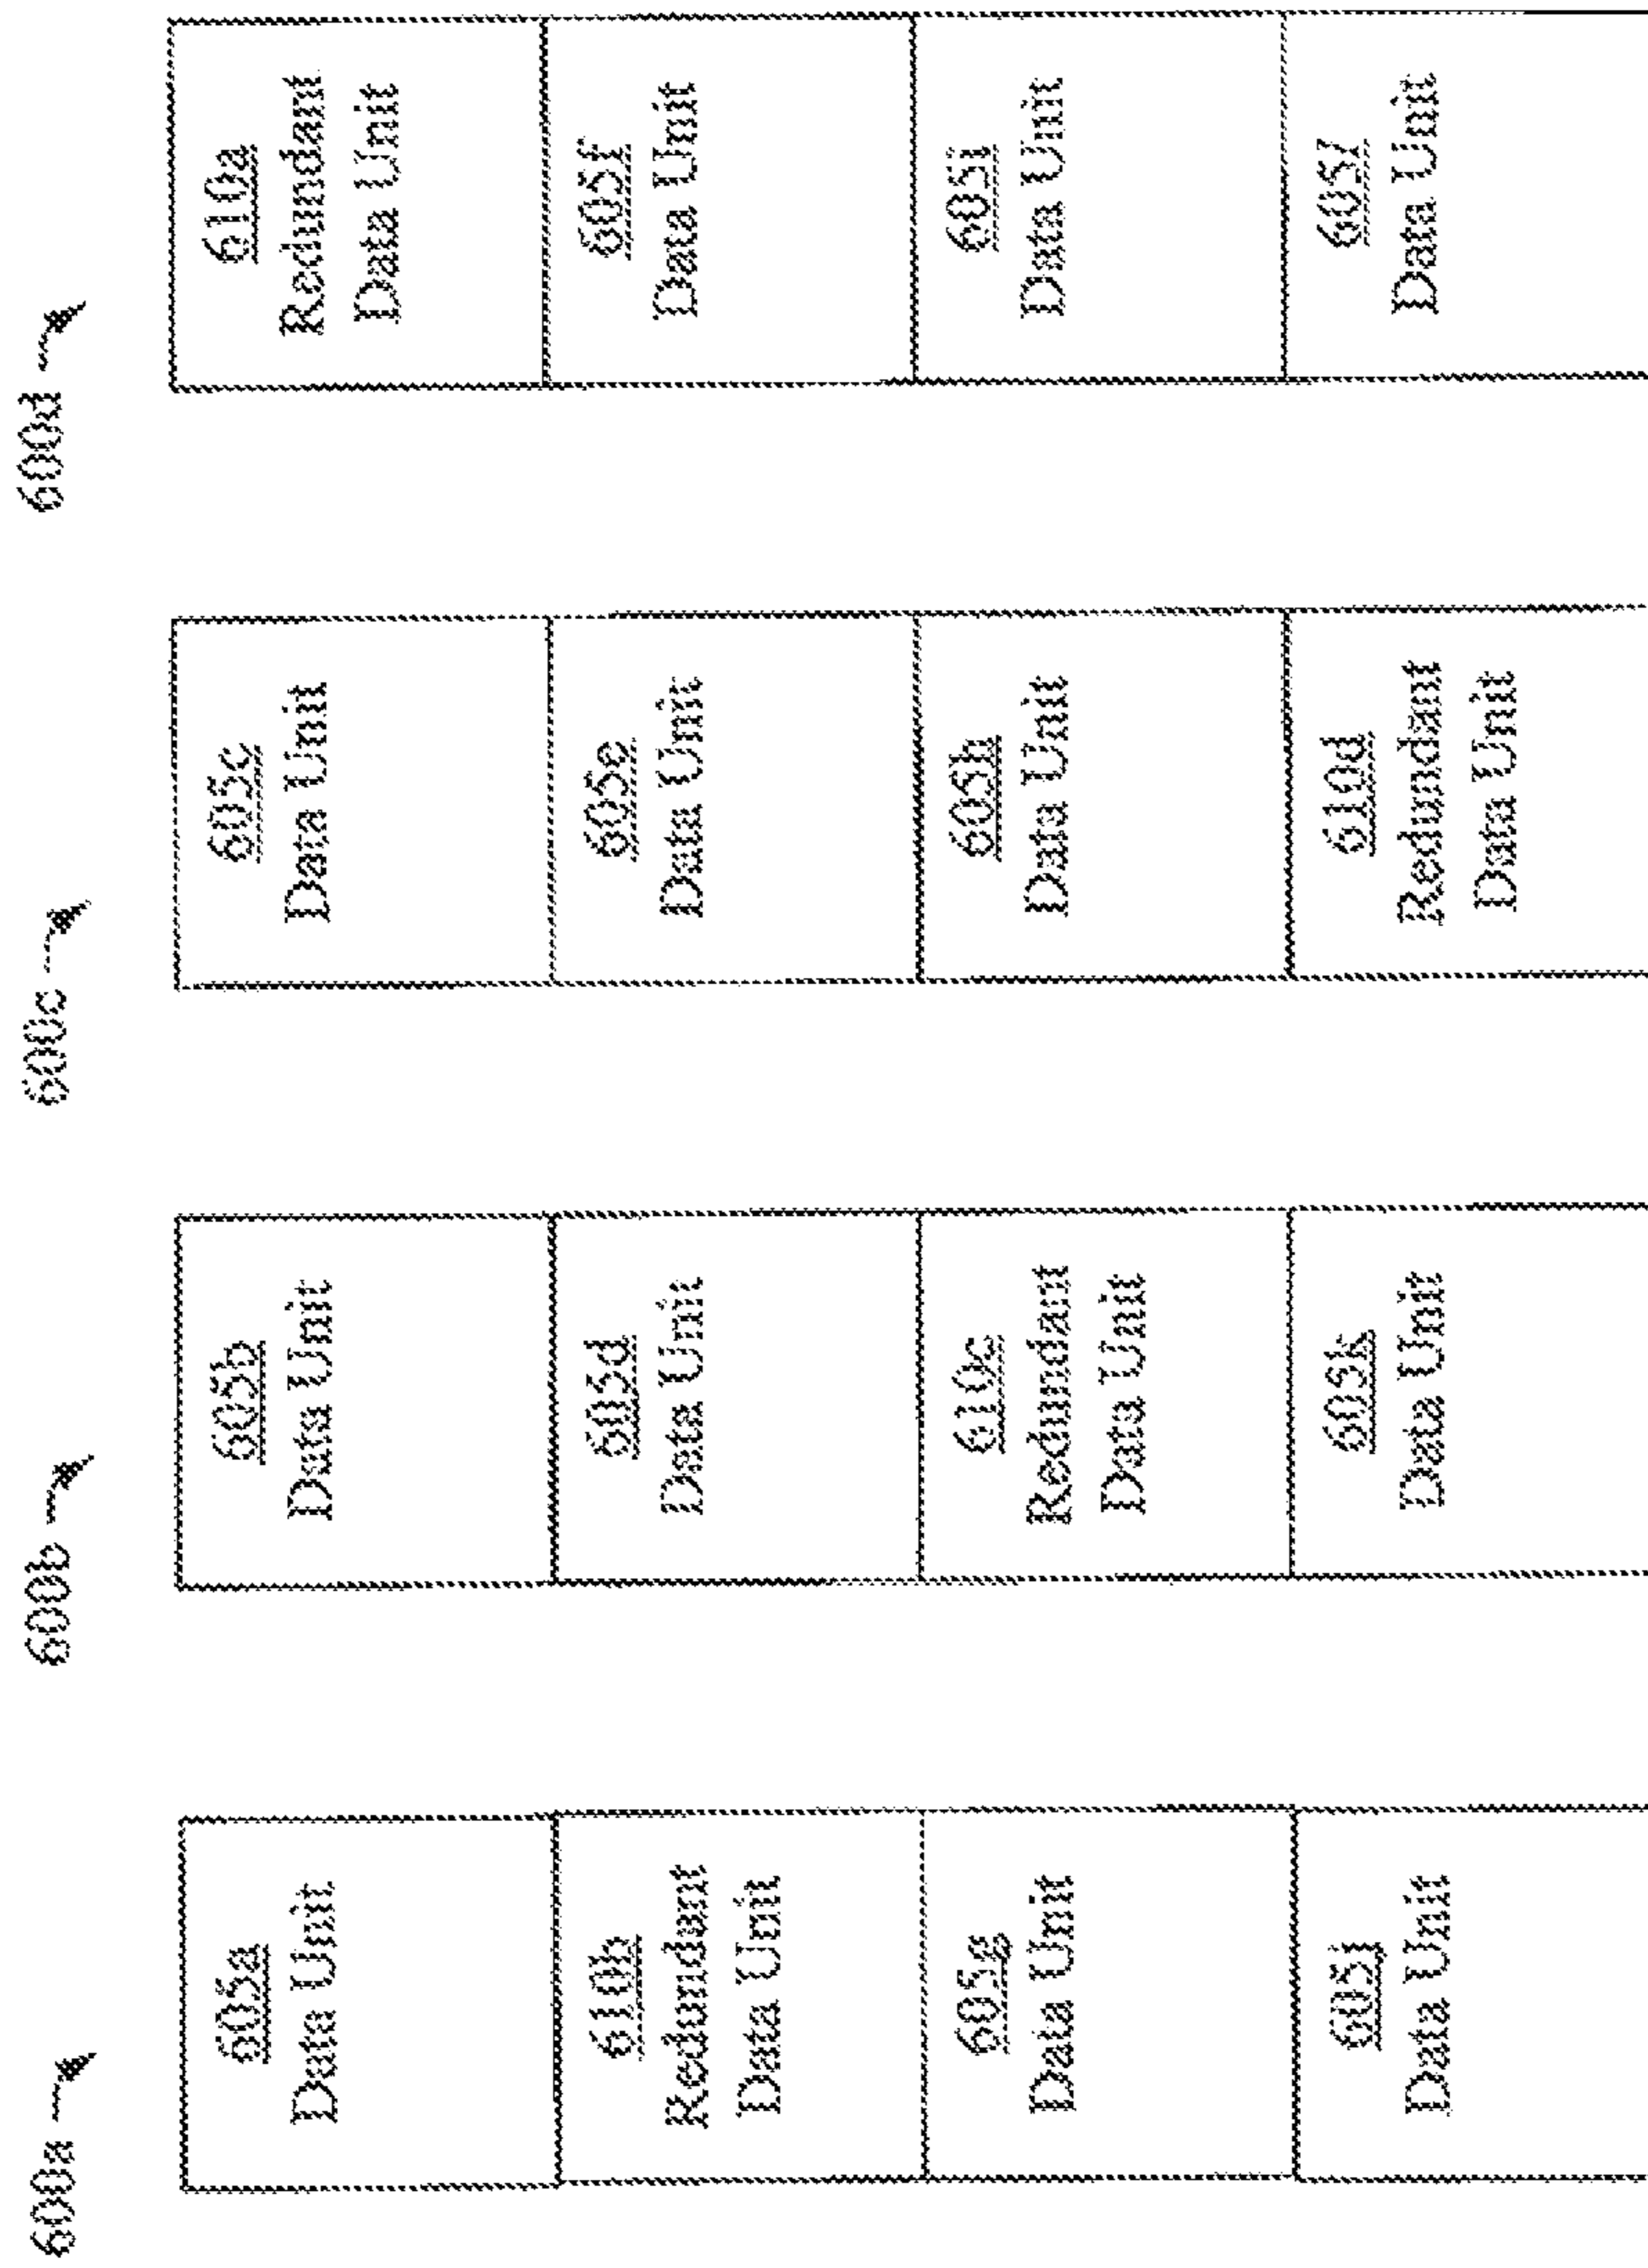 600a
605a
Data Unit
610b
Redundant
Data Unit
605g
Data Unit
605j
Data Unit
600b
605b
Data Unit
605d
Data Unit
610c
Redundant
Data Unit
605k
Data Unit
600c
605c
Data Unit
605e
Data Unit
605h
Data Unit
610d
Redundant
Data Unit
600d
610a
Redundant
Data Unit
605f
Data Unit
605i
Data Unit
605l
Data Unit